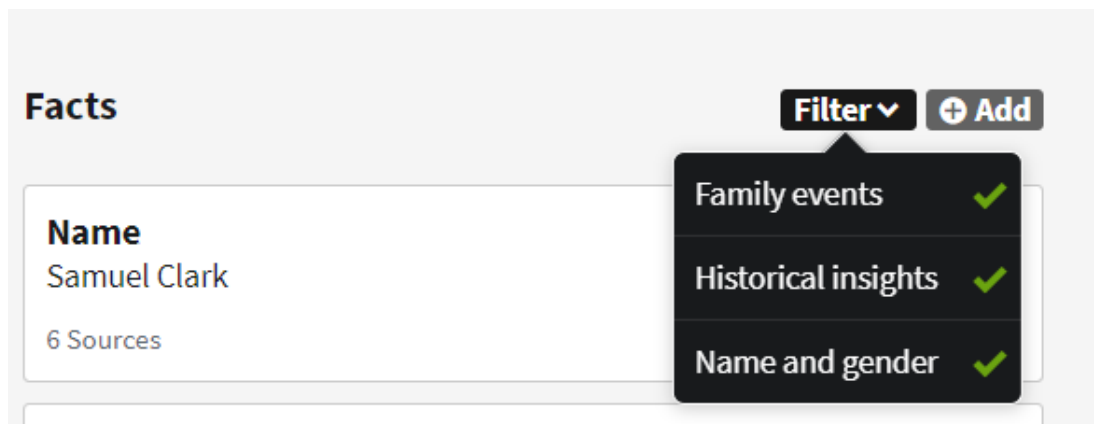 Facts
Filter
Add
Family events
Name
Samuel Clark
Historical insights
6 Sources
Name and gender